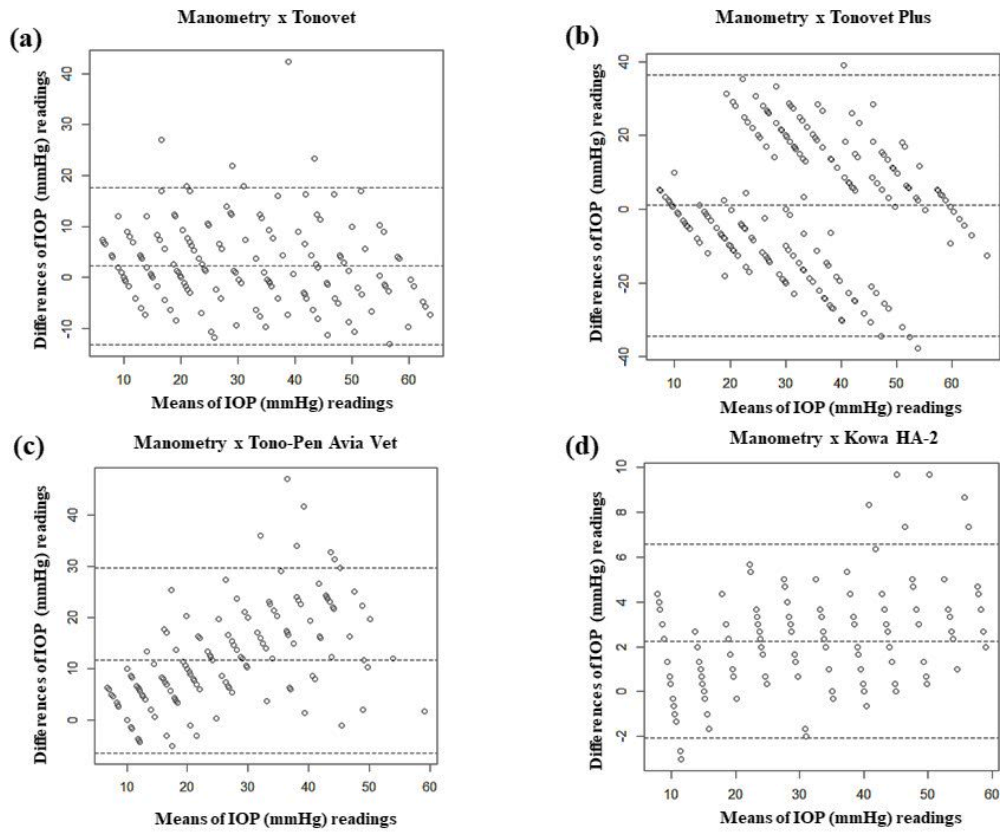 Manometry x Tonovet
(a)
Differences of IOP (mmHg) readings
40
30
20
10
0
-10
10 20 30 40 50 60
Means of IOP (mmHg) readings
Manometry x Tonovet Plus
(b)
Differences of IOP (mmHg) readings
40
20
0
-20
-40
10 20 30 40 50 60
Means of IOP (mmHg) readings
Manometry x Tono-Pen Avia Vet
(c)
Differences of IOP (mmHg) readings
40
30
20
10
0
10 20 30 40 50 60
Means of IOP (mmHg) readings
Manometry x Kowa HA-2
(d)
Differences of IOP (mmHg) readings
10
8
6
4
2
0
-2
10 20 30 40 50 60
Means of IOP (mmHg) readings